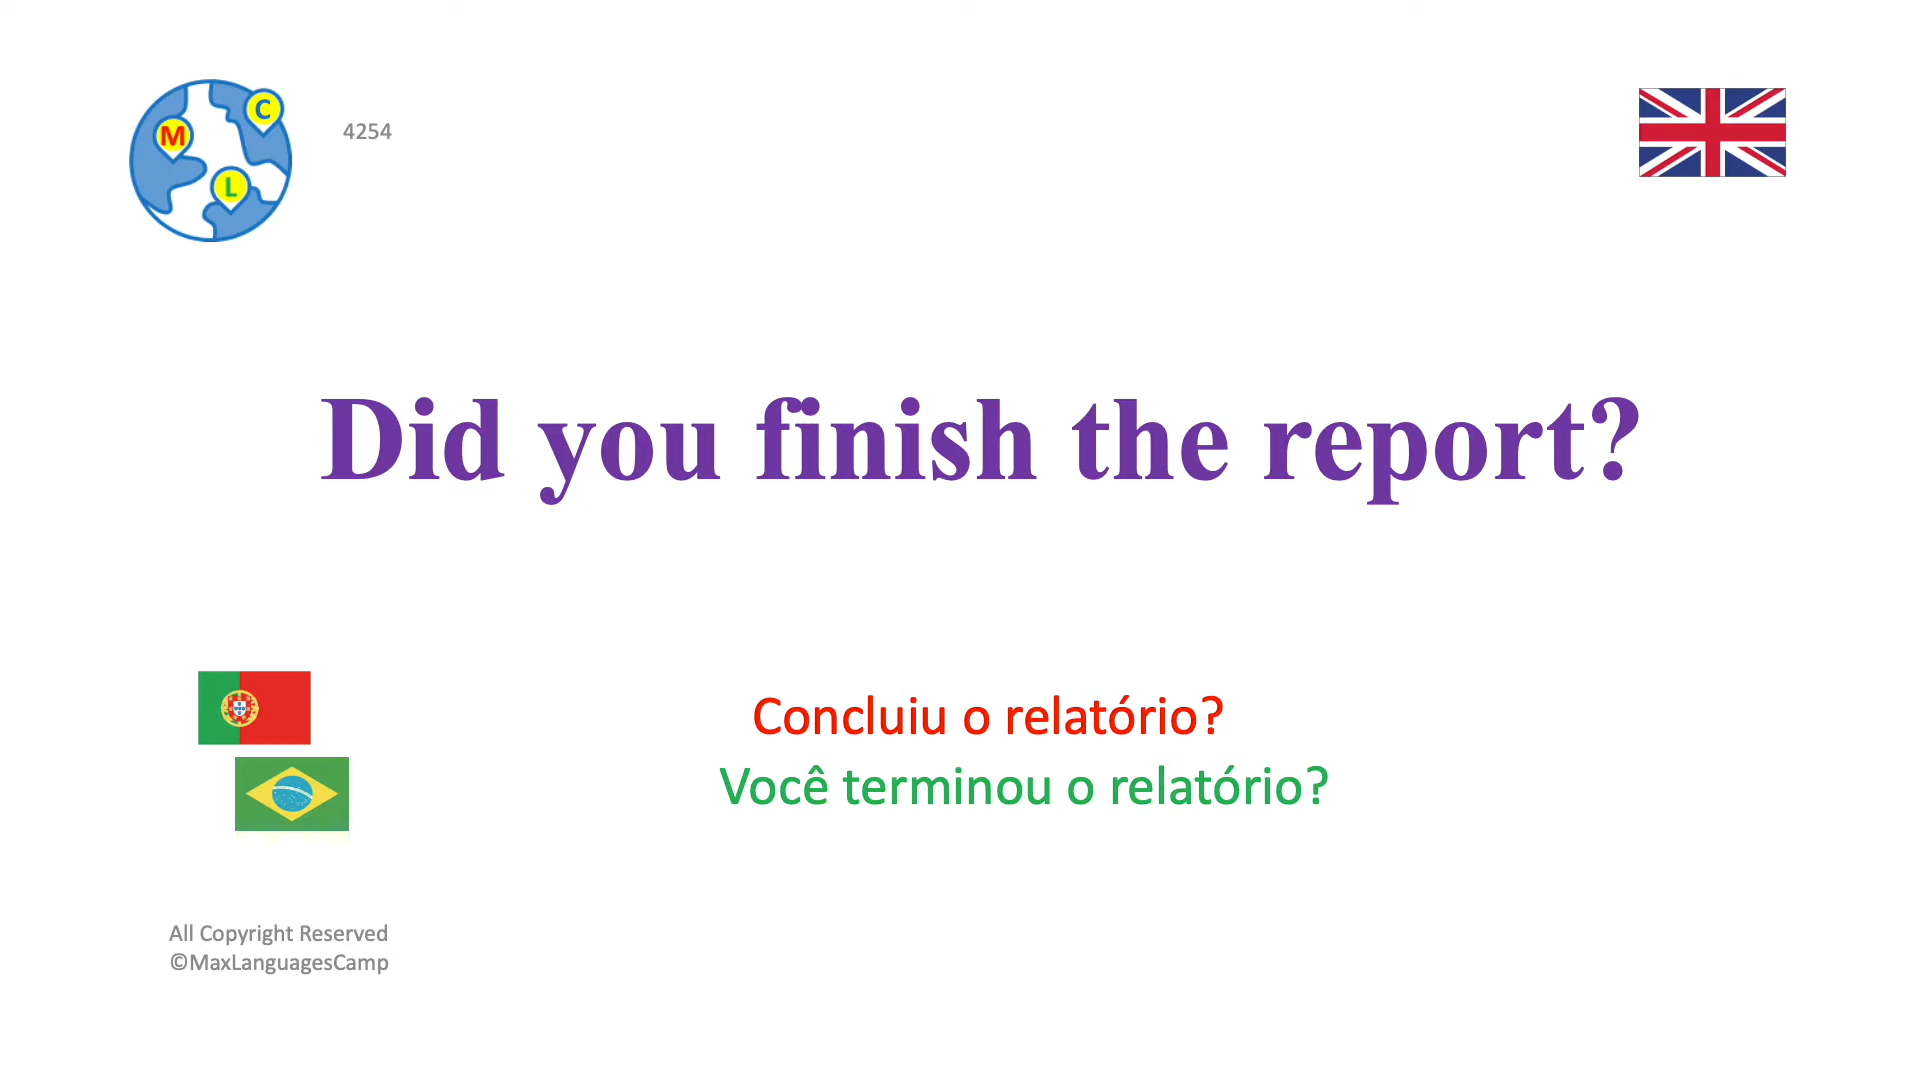 M
C
L
4254
Did you finish the report?
Concluiu o relatório?
Você terminou o relatório?
All Copyright Reserved
©MaxLanguagesCamp